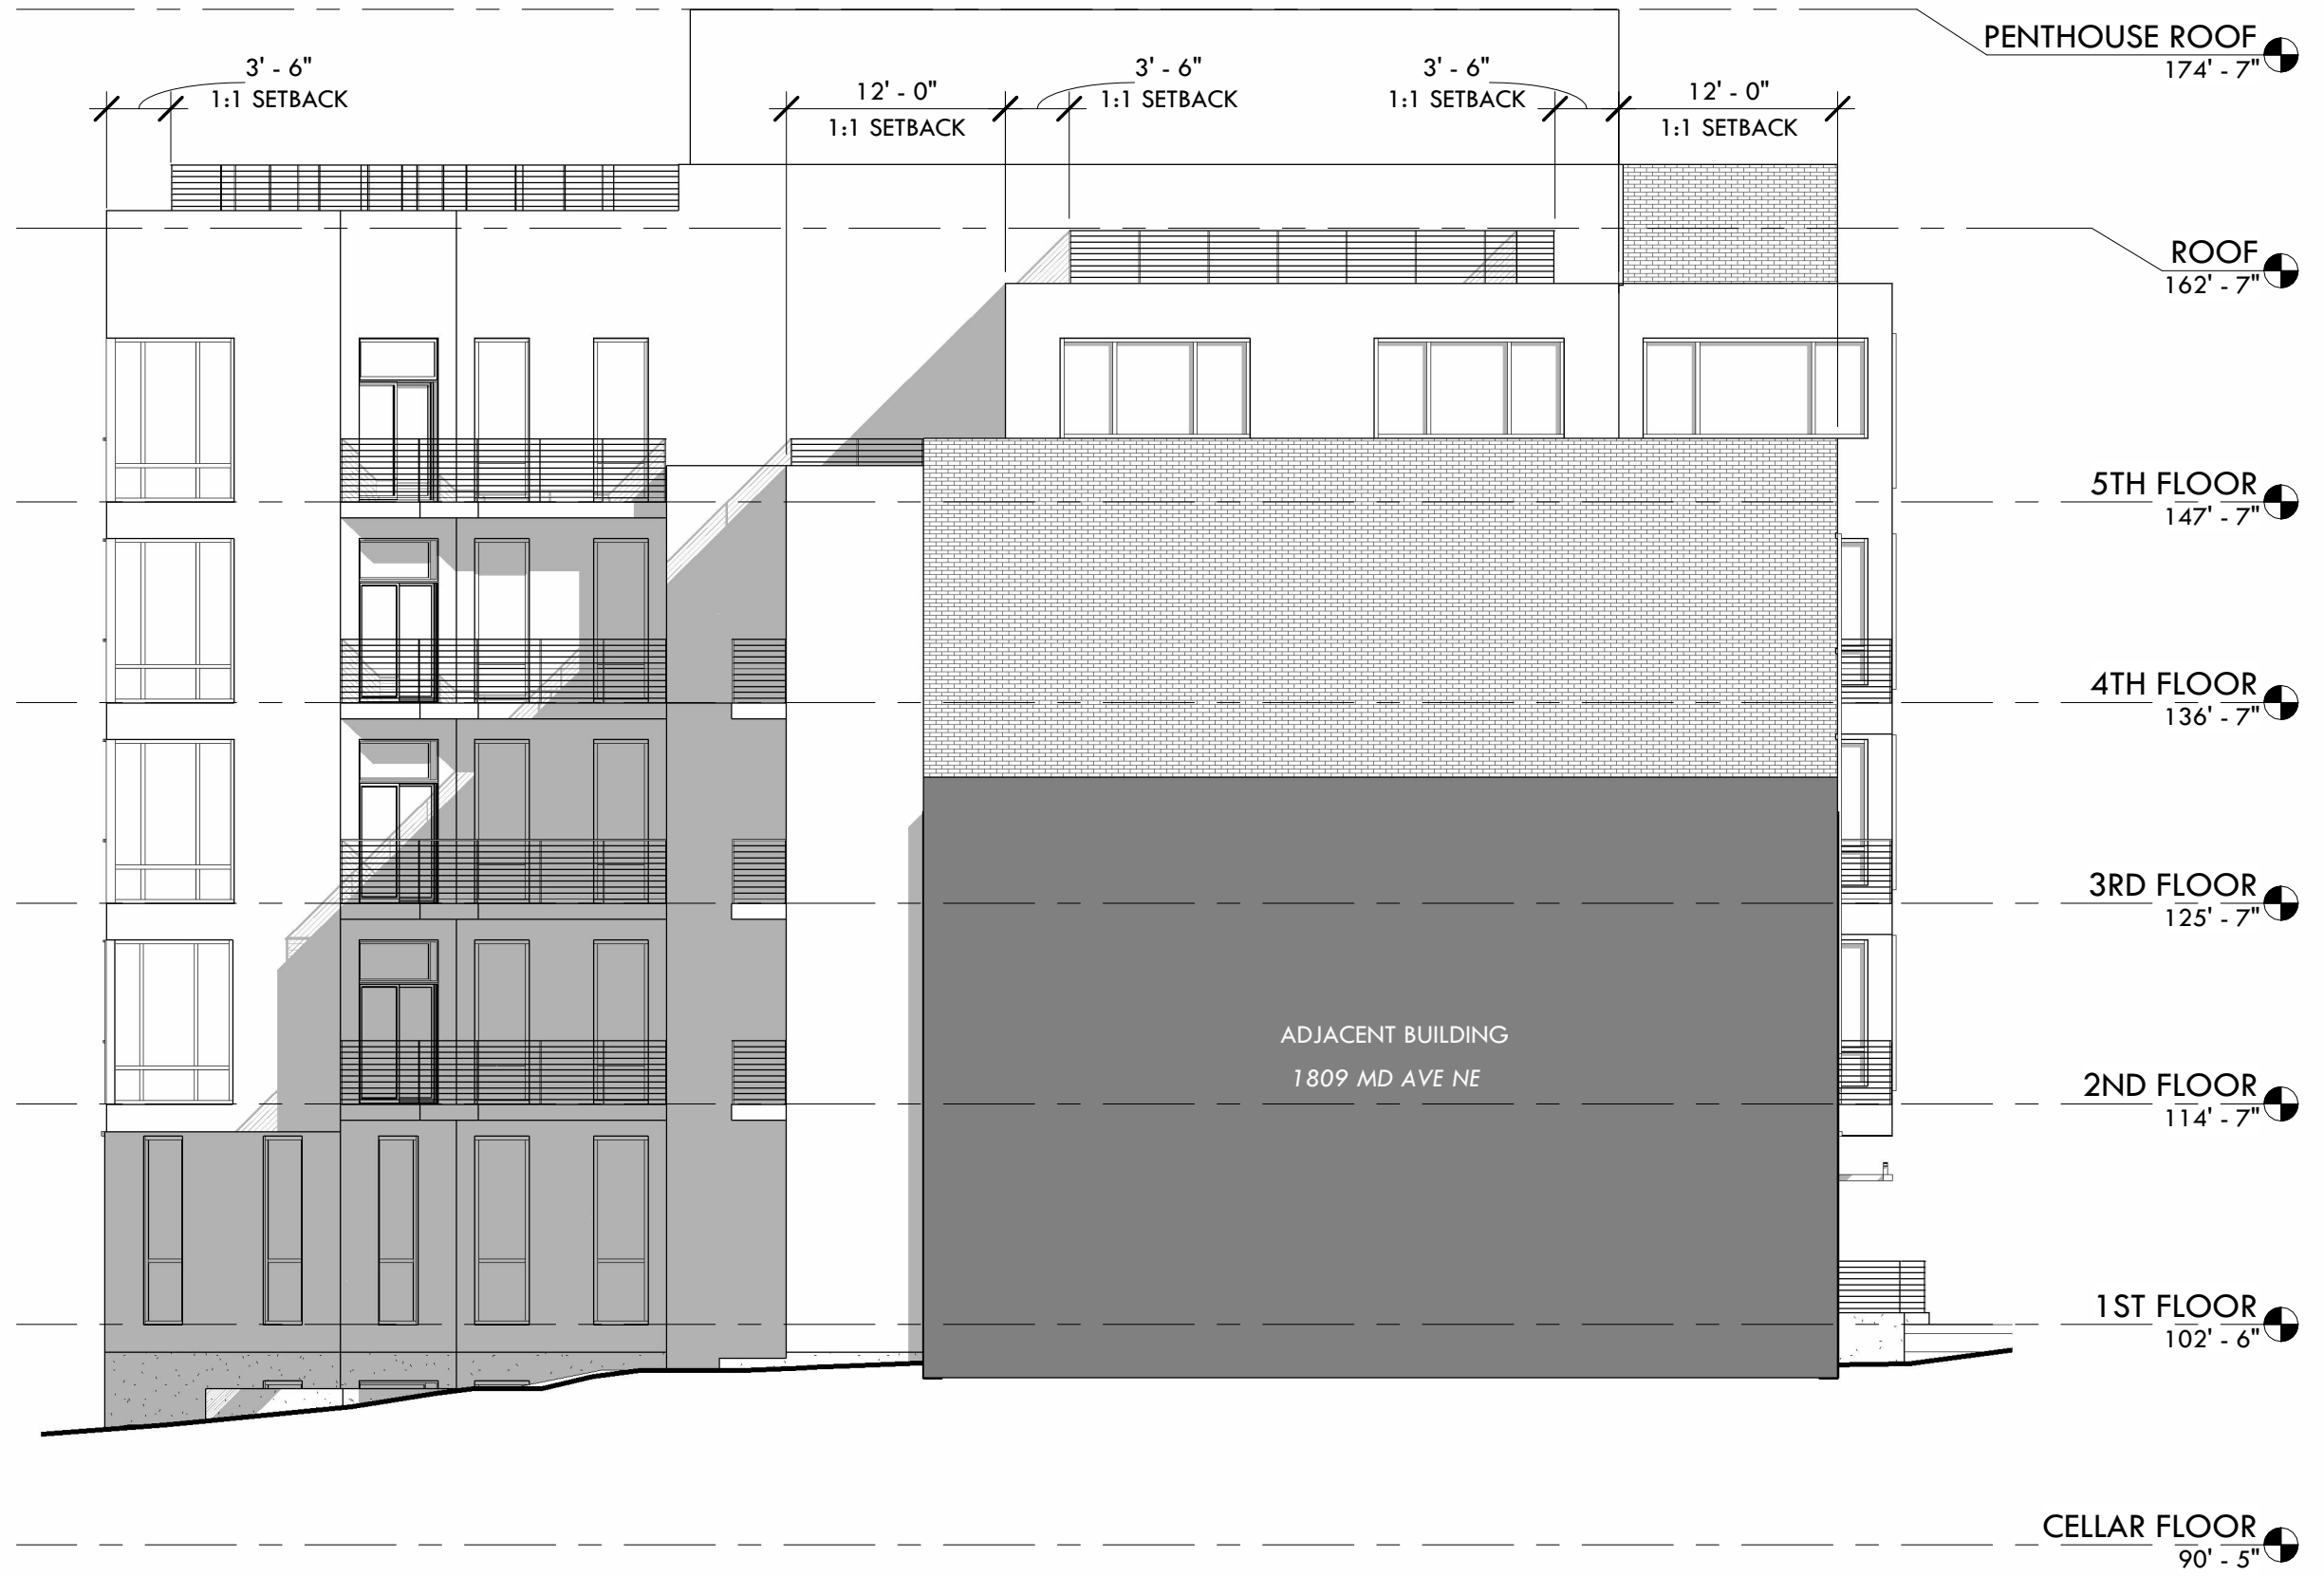 PENTHOUSE ROOF
174' - 7"
3' - 6"
1:1 SETBACK
12' - 0"
1:1 SETBACK
3' - 6"
1:1 SETBACK
3' - 6"
1:1 SETBACK
12' - 0"
1:1 SETBACK
ROOF
162' - 7"
5TH FLOOR
147' - 7"
4TH FLOOR
136' - 7"
3RD FLOOR
125' - 7"
ADJACENT BUILDING
1809 MD AVE NE
2ND FLOOR
114' - 7"
1ST FLOOR
102' - 6"
CELLAR FLOOR
90' - 5"